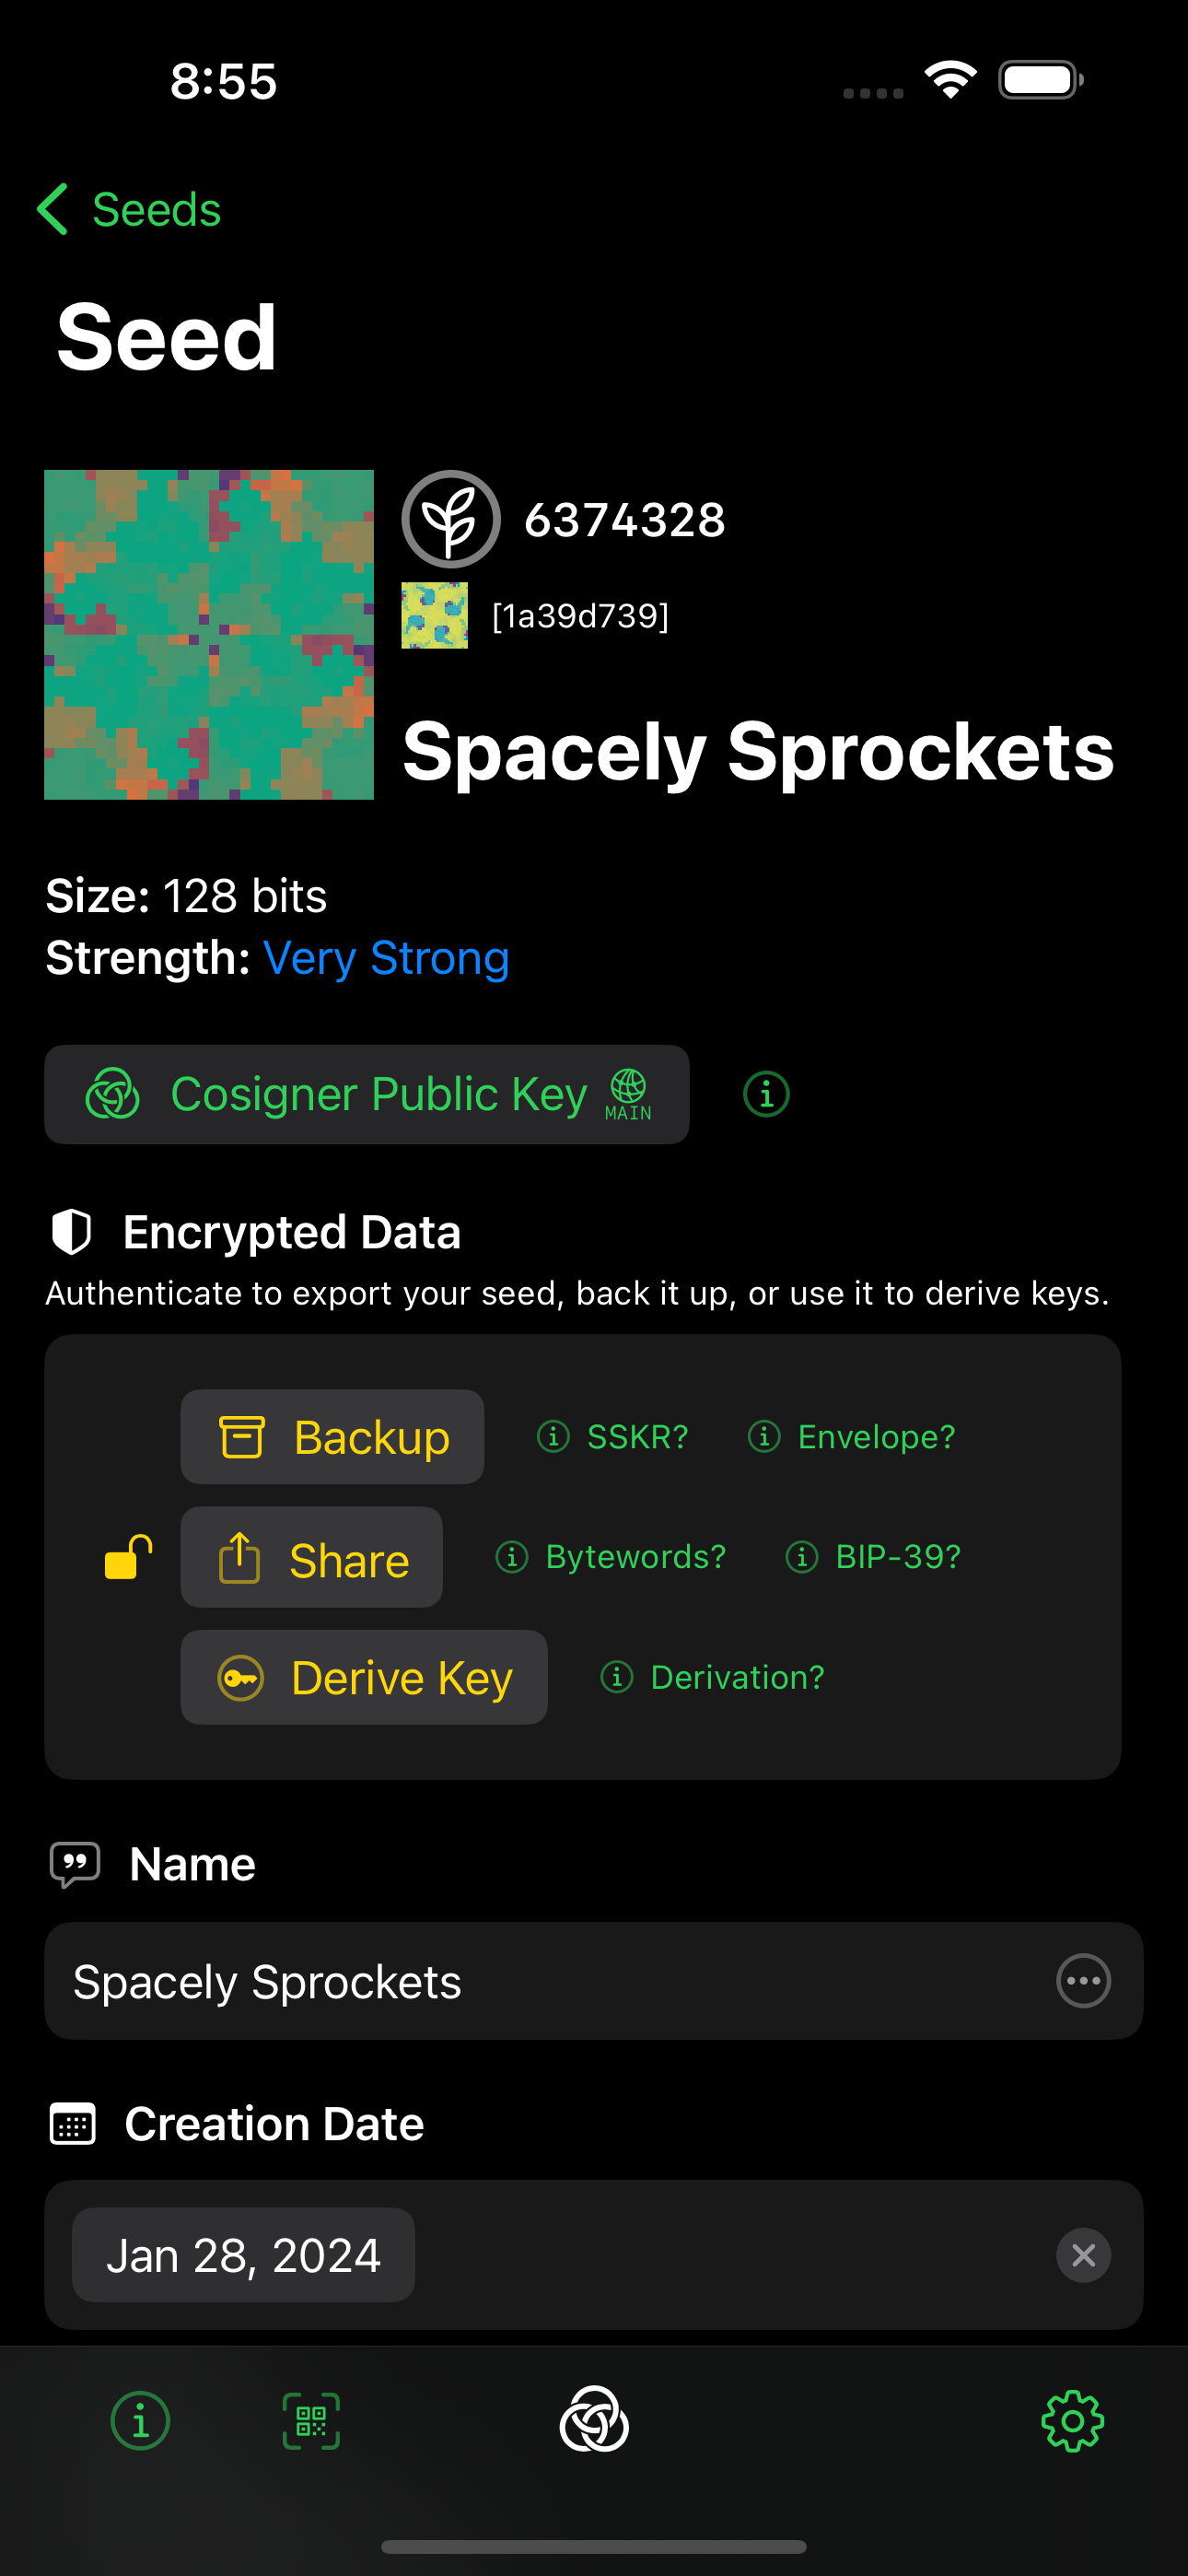 8:55
Seeds
Seed
6374328
[1a39d739]
Spacely Sprockets
Size: 128 bits
Strength: Very Strong
Cosigner Public Key MAIN
Encrypted Data
Authenticate to export your seed, back it up, or use it to derive keys.
Backup SSKR? Envelope?
Share Bytewords? BIP-39?
Derive Key Derivation?
Name
Spacely Sprockets
Creation Date
Jan 28, 2024